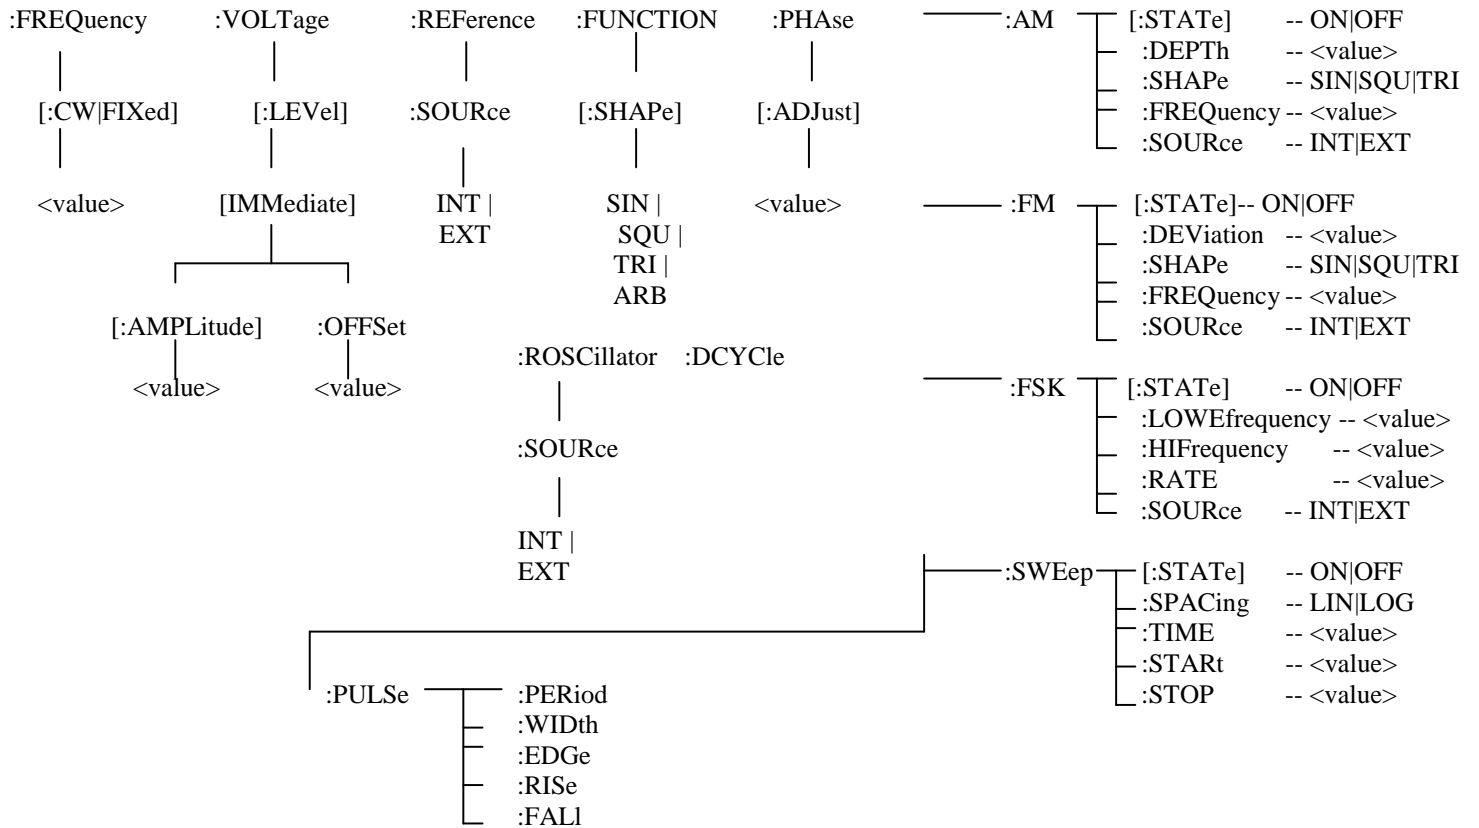 :FREQuency :VOLTage :REFerence :FUNCTION :PHAse :AM [:STATe] -- ON|OFF
:DEPTh -- <value>
:SHAPe -- SIN|SQU|TRI
[:CW|FIXed] [:LEVel] :SOURce [:SHAPe] [:ADJust] :FREQuency -- <value>
:SOURce -- INT|EXT
<value> [IMMediate] INT | SIN | <value> :FM [:STATe]-- ON|OFF
EXT SQU | :DEViation -- <value>
TRI | :SHAPe -- SIN|SQU|TRI
ARB :FREQuency -- <value>
[:AMPLitude] :OFFSet :SOURce -- INT|EXT
:ROSCillator :DCYCle
<value> <value> :FSK [:STATe] -- ON|OFF
:LOWEfrequency -- <value>
:SOURce :HIFrequency -- <value>
:RATE -- <value>
:SOURce -- INT|EXT
INT |
EXT :SWEep [:STATe] -- ON|OFF
:SPACing -- LIN|LOG
:TIME -- <value>
:STARt -- <value>
:PULSe :PERiod :STOP -- <value>
:WIDth
:EDGe
:RISe
:FALl